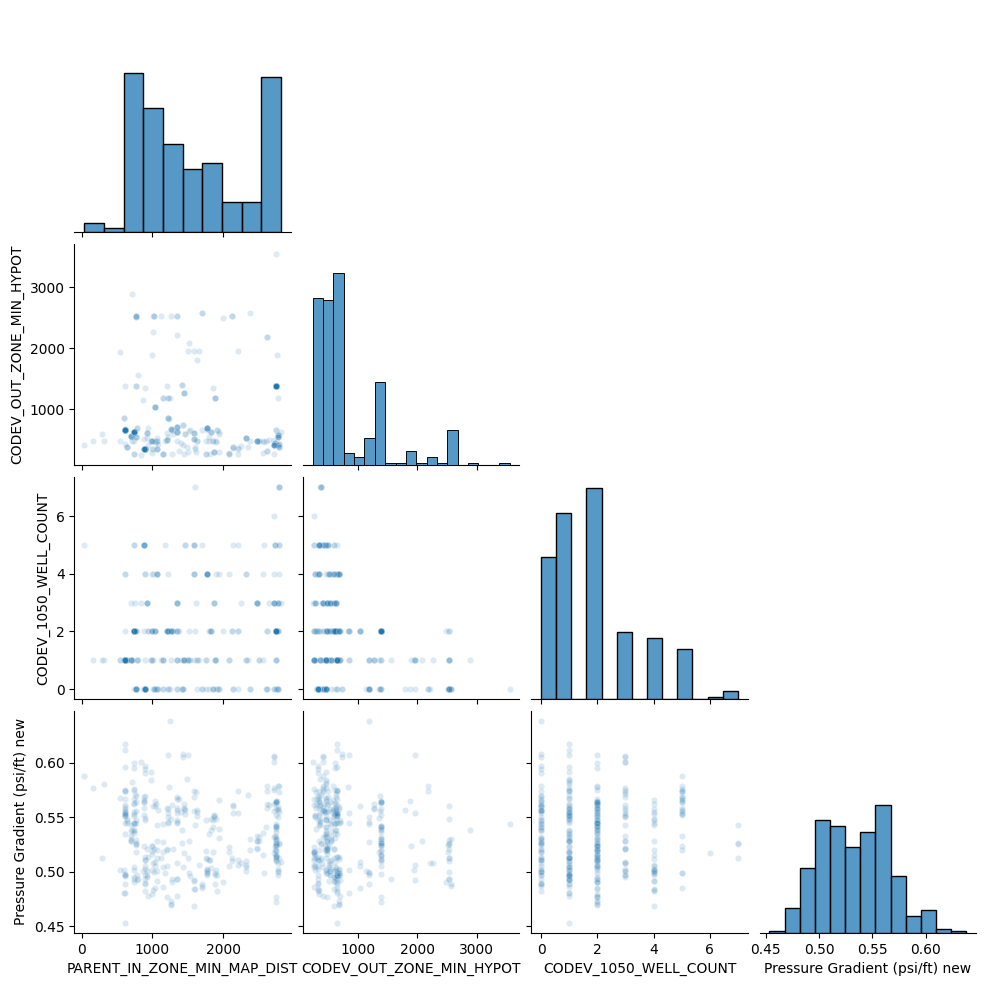 CODEV_OUT_ZONE_MIN_HYPOT
3000
2000
1000
CODEV_1050_WELL_COUNT
6
4
2
0
Pressure Gradient (psi/ft) new
0.60
0.55
0.50
0.45
0 1000 2000
PARENT_IN_ZONE_MIN_MAP_DIST
1000 2000 3000
CODEV_OUT_ZONE_MIN_HYPOT
0 2 4 6
CODEV_1050_WELL_COUNT
0.45 0.50 0.55 0.60
Pressure Gradient (psi/ft) new